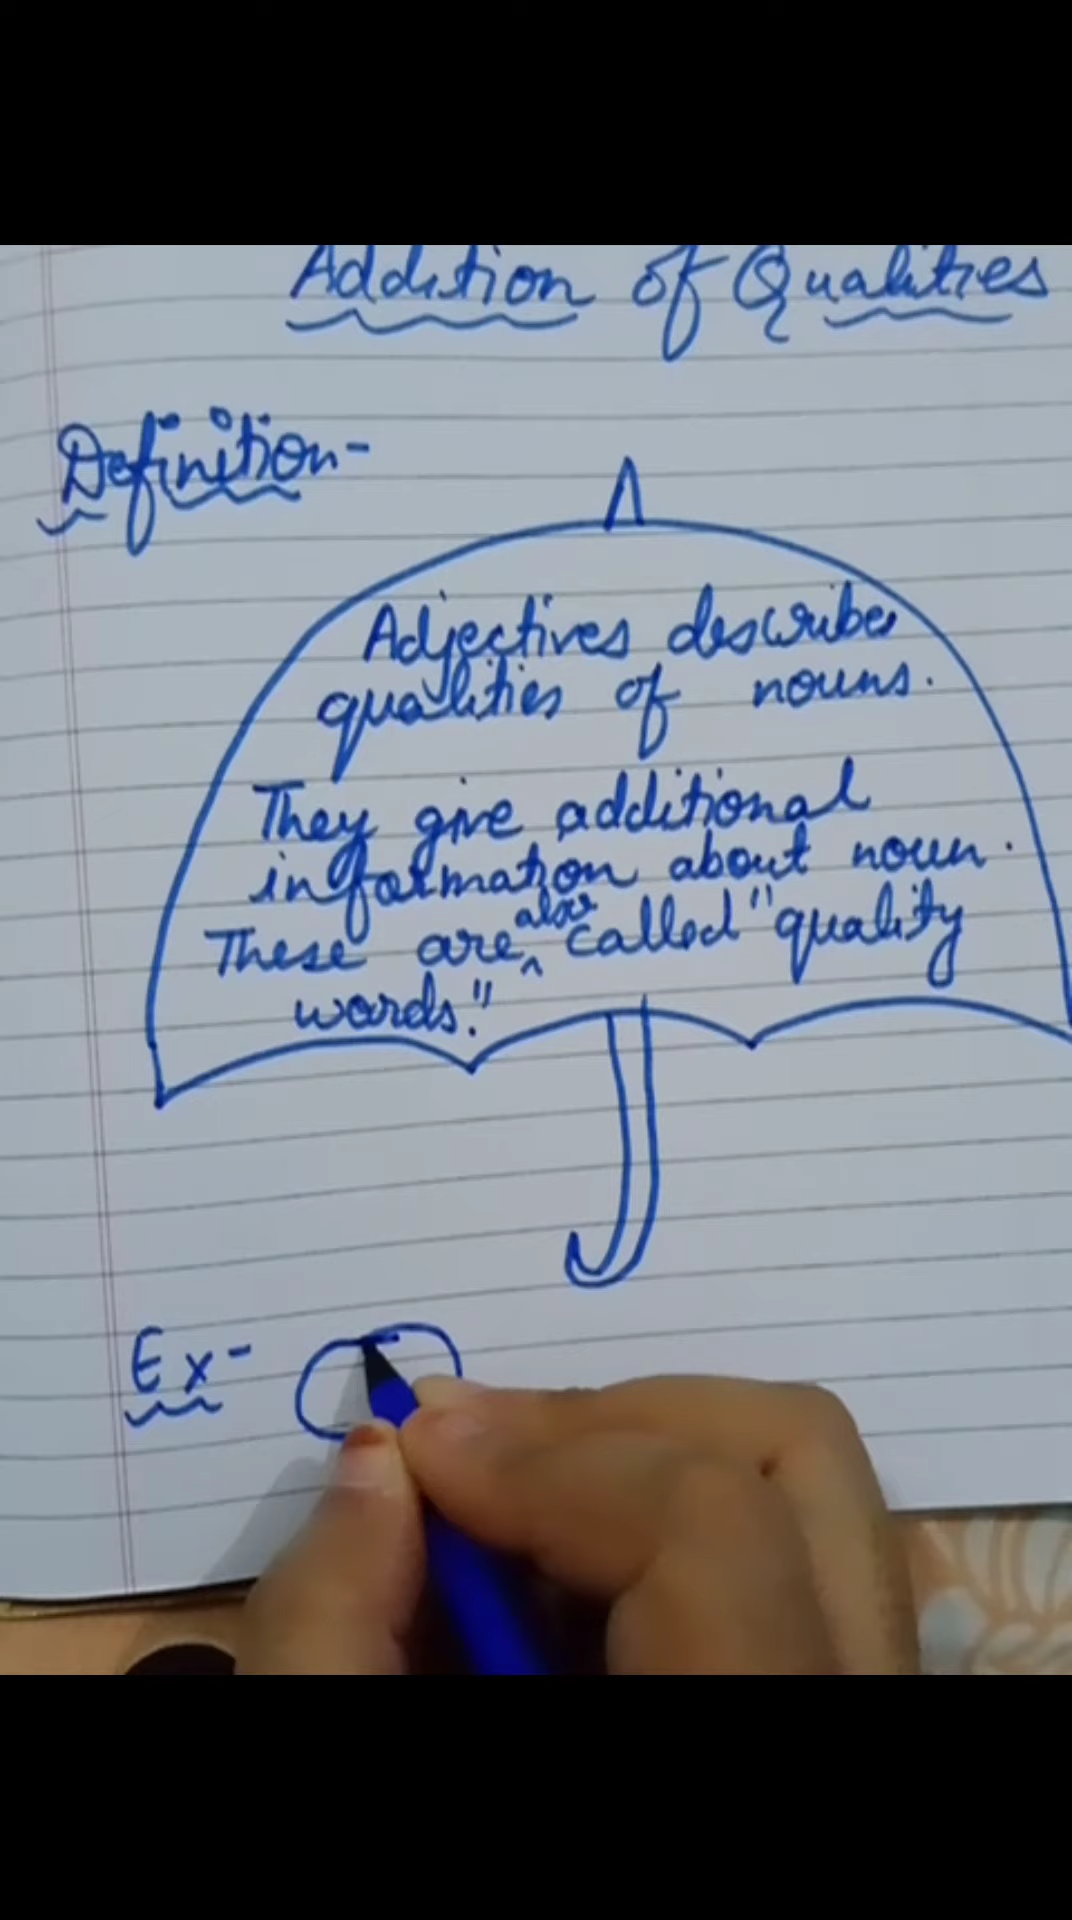 Addition of Qualities
Definition-
Adjectives describe
qualities of nouns.
They give additional
information about noun.
These are also called "quality
words."
Ex-